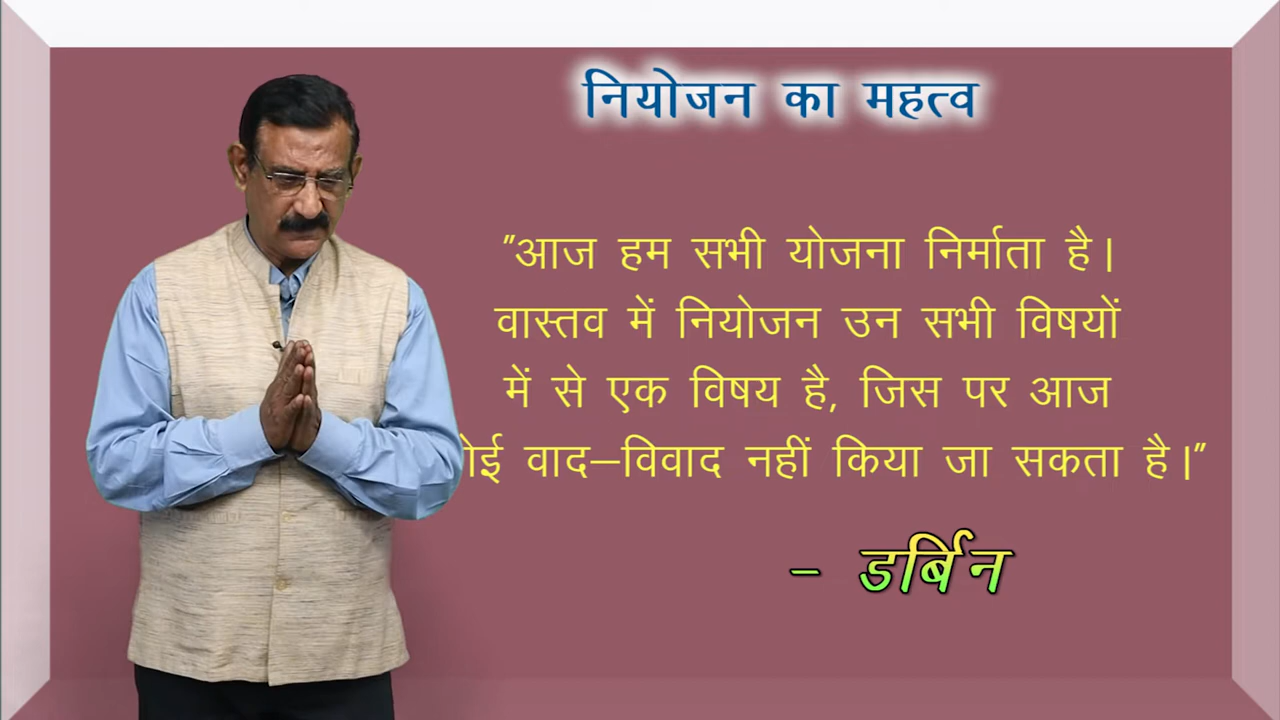 नियोजन का महत्व
"आज हम सभी योजना निर्माता है।
वास्तव में नियोजन उन सभी विषयों
में से एक विषय है, जिस पर आज
वाद–विवाद नहीं किया जा सकता है।"
– डर्बिन